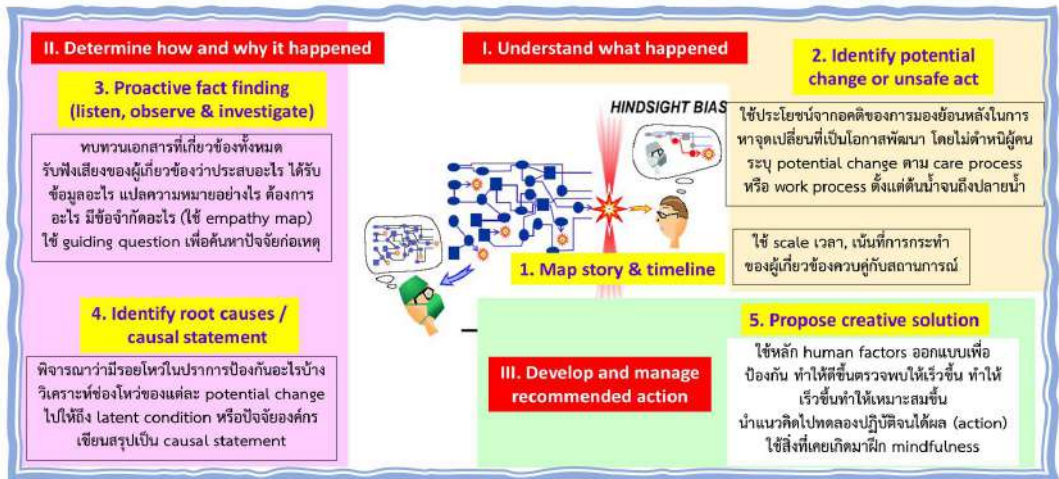 II. Determine how and why it happened
3. Proactive fact finding
(listen, observe & investigate)
ทบทวนเอกสารที่เกี่ยวข้องทั้งหมด
รับฟังเสียงของผู้เกี่ยวข้องว่าประสบอะไร ได้รับ
ข้อมูลอะไร แปลความหมายอย่างไร ต้องการ
อะไร มีข้อจำกัดอะไร (ใช้ empathy map)
ใช้ guiding question เพื่อค้นหาปัจจัยก่อเหตุ
4. Identify root causes /
causal statement
พิจารณาว่ามีรอยโหว่ในปราการป้องกันอะไรบ้าง
วิเคราะห์ช่องโหว่ของแต่ละ potential change
ไปให้ถึง latent condition หรือปัจจัยองค์กร
เขียนสรุปเป็น causal statement
I. Understand what happened
HINDSIGHT BIAS
1. Map story & timeline
2. Identify potential
change or unsafe act
ใช้ประโยชน์จากอคติของการมองย้อนหลังในการ
หาจุดเปลี่ยนที่เป็นโอกาสพัฒนา โดยไม่ตำหนิผู้คน
ระบุ potential change ตาม care process
หรือ work process ตั้งแต่ต้นน้ำจนถึงปลายน้ำ
ใช้ scale เวลา, เน้นที่การกระทำ
ของผู้เกี่ยวข้องควบคู่กับสถานการณ์
III. Develop and manage
recommended action
5. Propose creative solution
ใช้หลัก human factors ออกแบบเพื่อ
ป้องกัน ทำให้ดีขึ้นตรวจพบให้เร็วขึ้น ทำให้
เร็วขึ้นทำให้เหมาะสมขึ้น
นำแนวคิดไปทดลองปฏิบัติจนได้ผล (action)
ใช้สิ่งที่เคยเกิดมาฝึก mindfulness